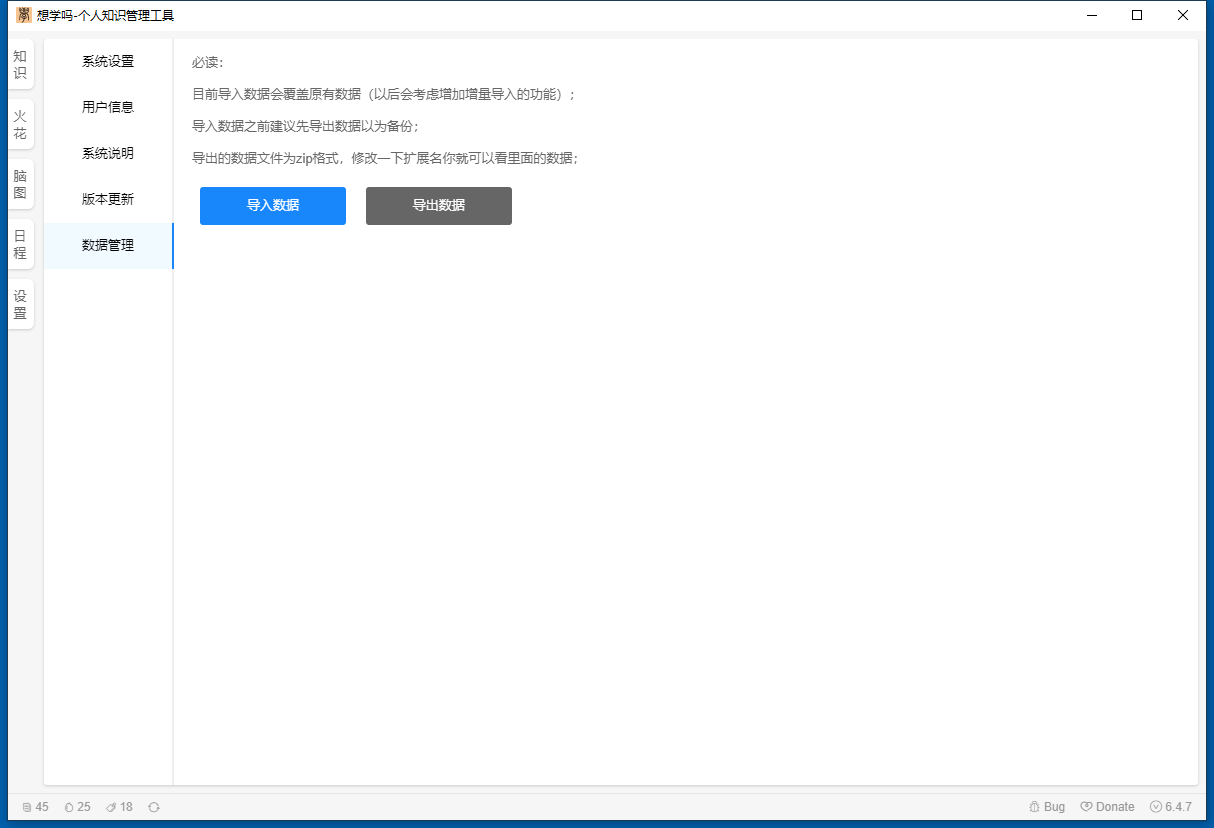 想学吗-个人知识管理工具
知识
火花
脑图
日程
设置
系统设置
用户信息
系统说明
版本更新
数据管理
必读：
目前导入数据会覆盖原有数据（以后会考虑增加增量导入的功能）；
导入数据之前建议先导出数据以为备份；
导出的数据文件为zip格式，修改一下扩展名你就可以看里面的数据；
导入数据
导出数据
45 25 18
Bug Donate 6.4.7